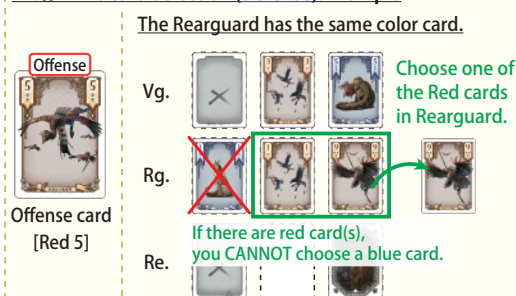 The Rearguard has the same color card.
Offense
Vg.
Choose one of
the Red cards
in Rearguard.
Rg.
Offense card
[Red 5]
If there are red card(s),
you CANNOT choose a blue card.
Re.